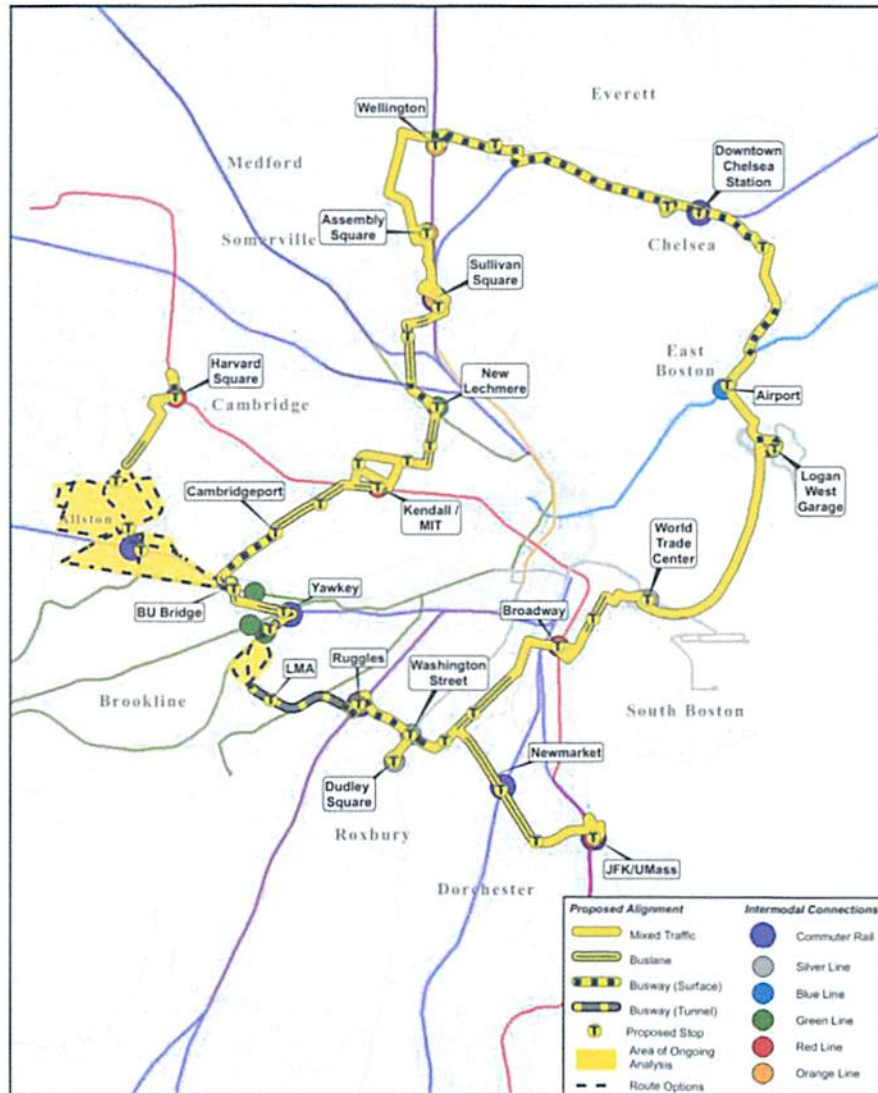 Everett
Wellington
Medford
Downtown
Chelsea
Station
Assembly
Square
Somerville
Chelsea
Sullivan
Square
East
Boston
Harvard
Square
New
Lechmere
Airport
Cambridge
Logan
West
Garage
Cambridgeport
Kendall /
MIT
Allston
World
Trade
Center
BU Bridge
Yawkey
Broadway
LMA
Ruggles
Washington
Street
Brookline
South Boston
Newmarket
Dudley
Square
Roxbury
JFK/UMass
Dorchester
Proposed Alignment
Mixed Traffic
Buslane
Busway (Surface)
Busway (Tunnel)
T Proposed Stop
Area of Ongoing
Analysis
Route Options
Intermodal Connections
Commuter Rail
Silver Line
Blue Line
Green Line
Red Line
Orange Line